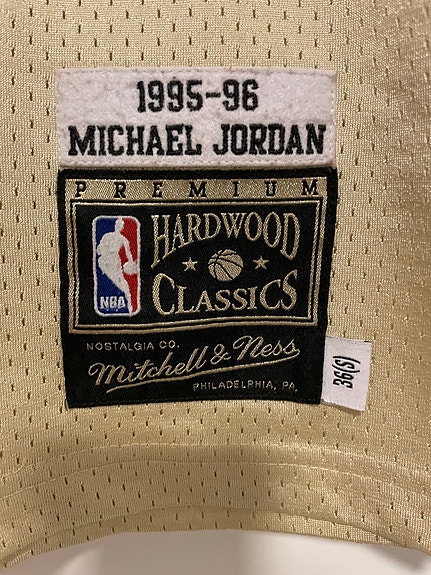 1995-96
MICHAEL JORDAN
PREMIUM
HARDWOOD
CLASSICS
NBA
NOSTALGIA CO.
Mitchell & Ness
PHILADELPHIA, PA.
36(S)